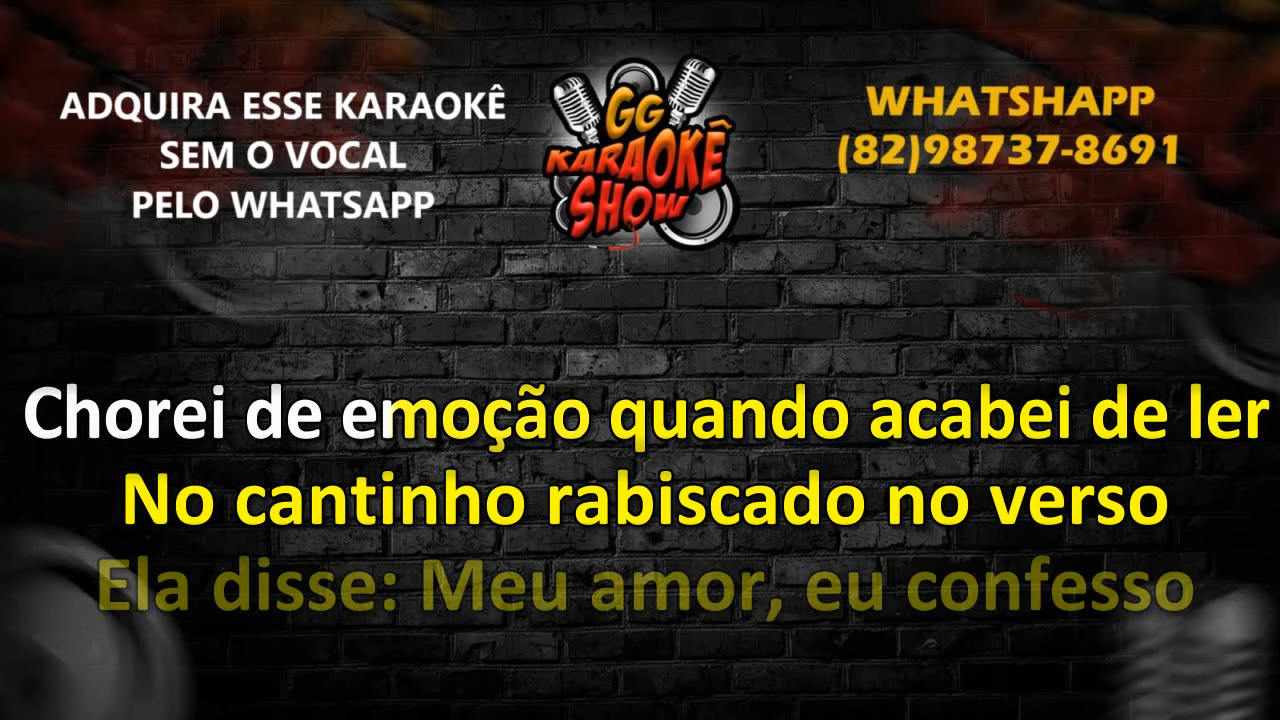 ADQUIRA ESSE KARAOKÊ
SEM O VOCAL
PELO WHATSAPP
GG
KARAOKÊ
SHOW
WHATSHAPP
(82)98737-8691
Chorei de emoção quando acabei de ler
No cantinho rabiscado no verso
Ela disse: Meu amor, eu confesso